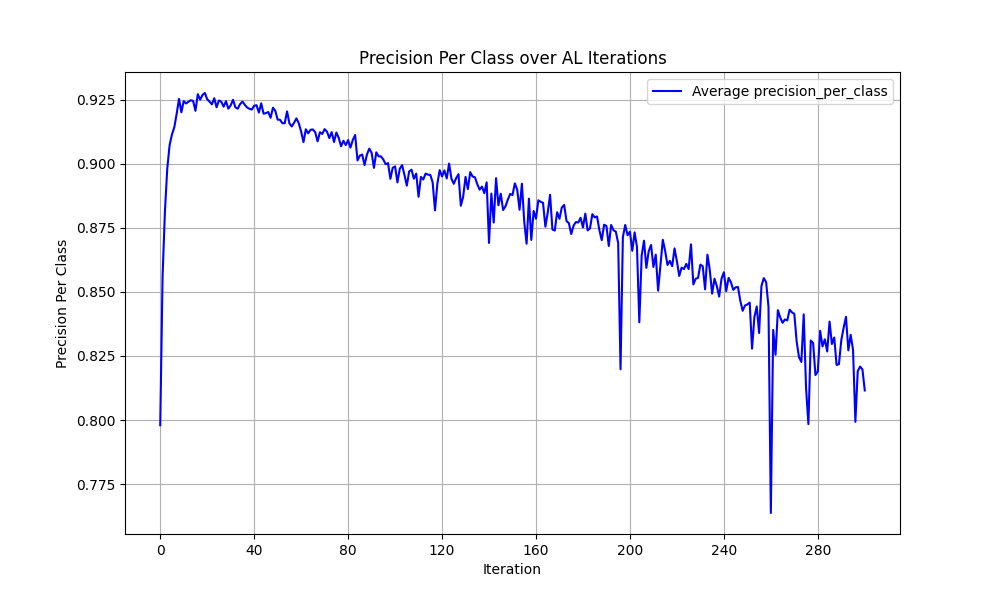 Precision Per Class over AL Iterations
Average precision_per_class
Precision Per Class
0.925
0.900
0.875
0.850
0.825
0.800
0.775
0 40 80 120 160 200 240 280
Iteration